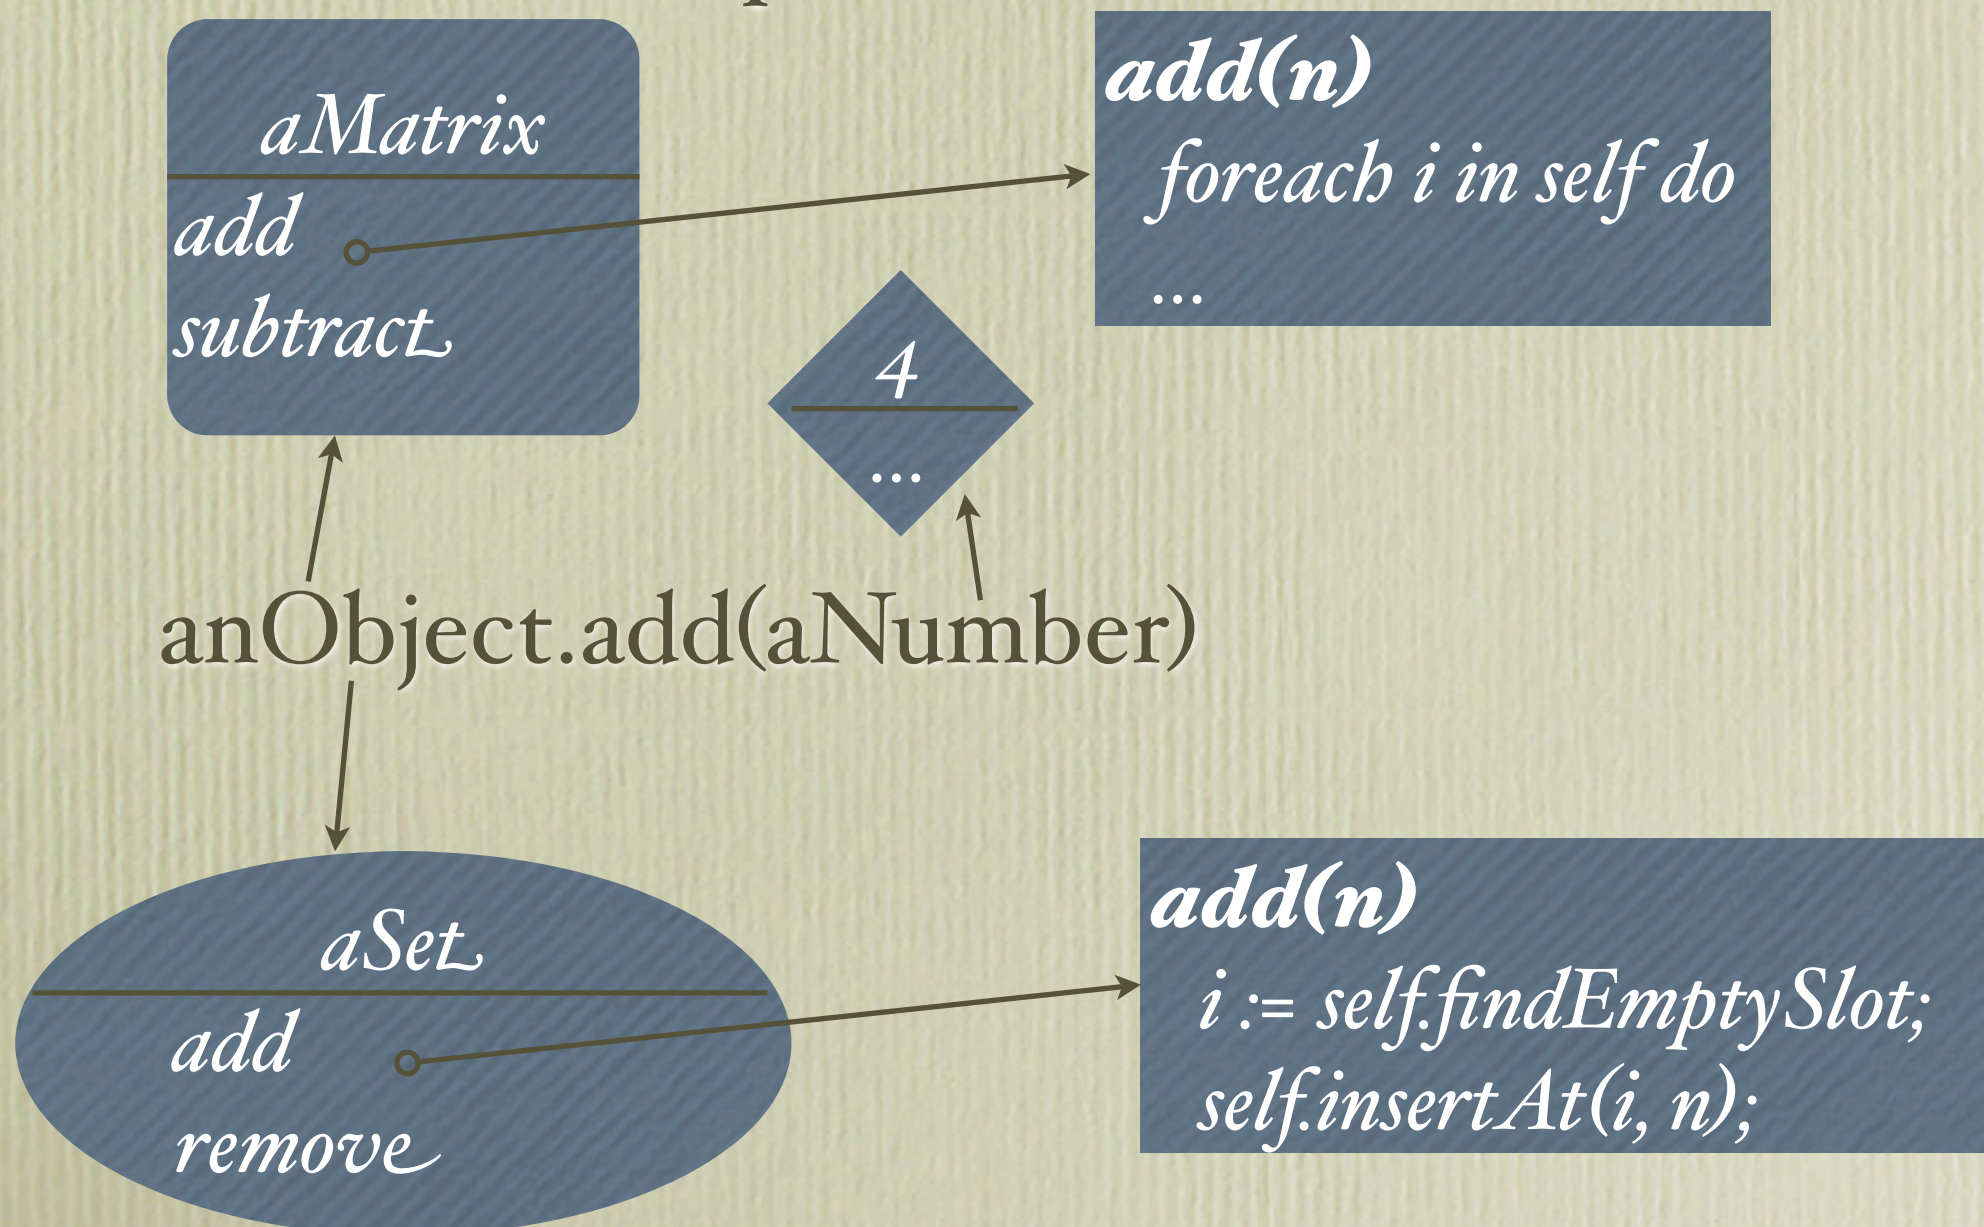 aMatrix
add
subtract
add(n)
foreach i in self do
...
4
...
anObject.add(aNumber)
aSet
add
remove
add(n)
i := self.findEmptySlot;
self.insertAt(i, n);